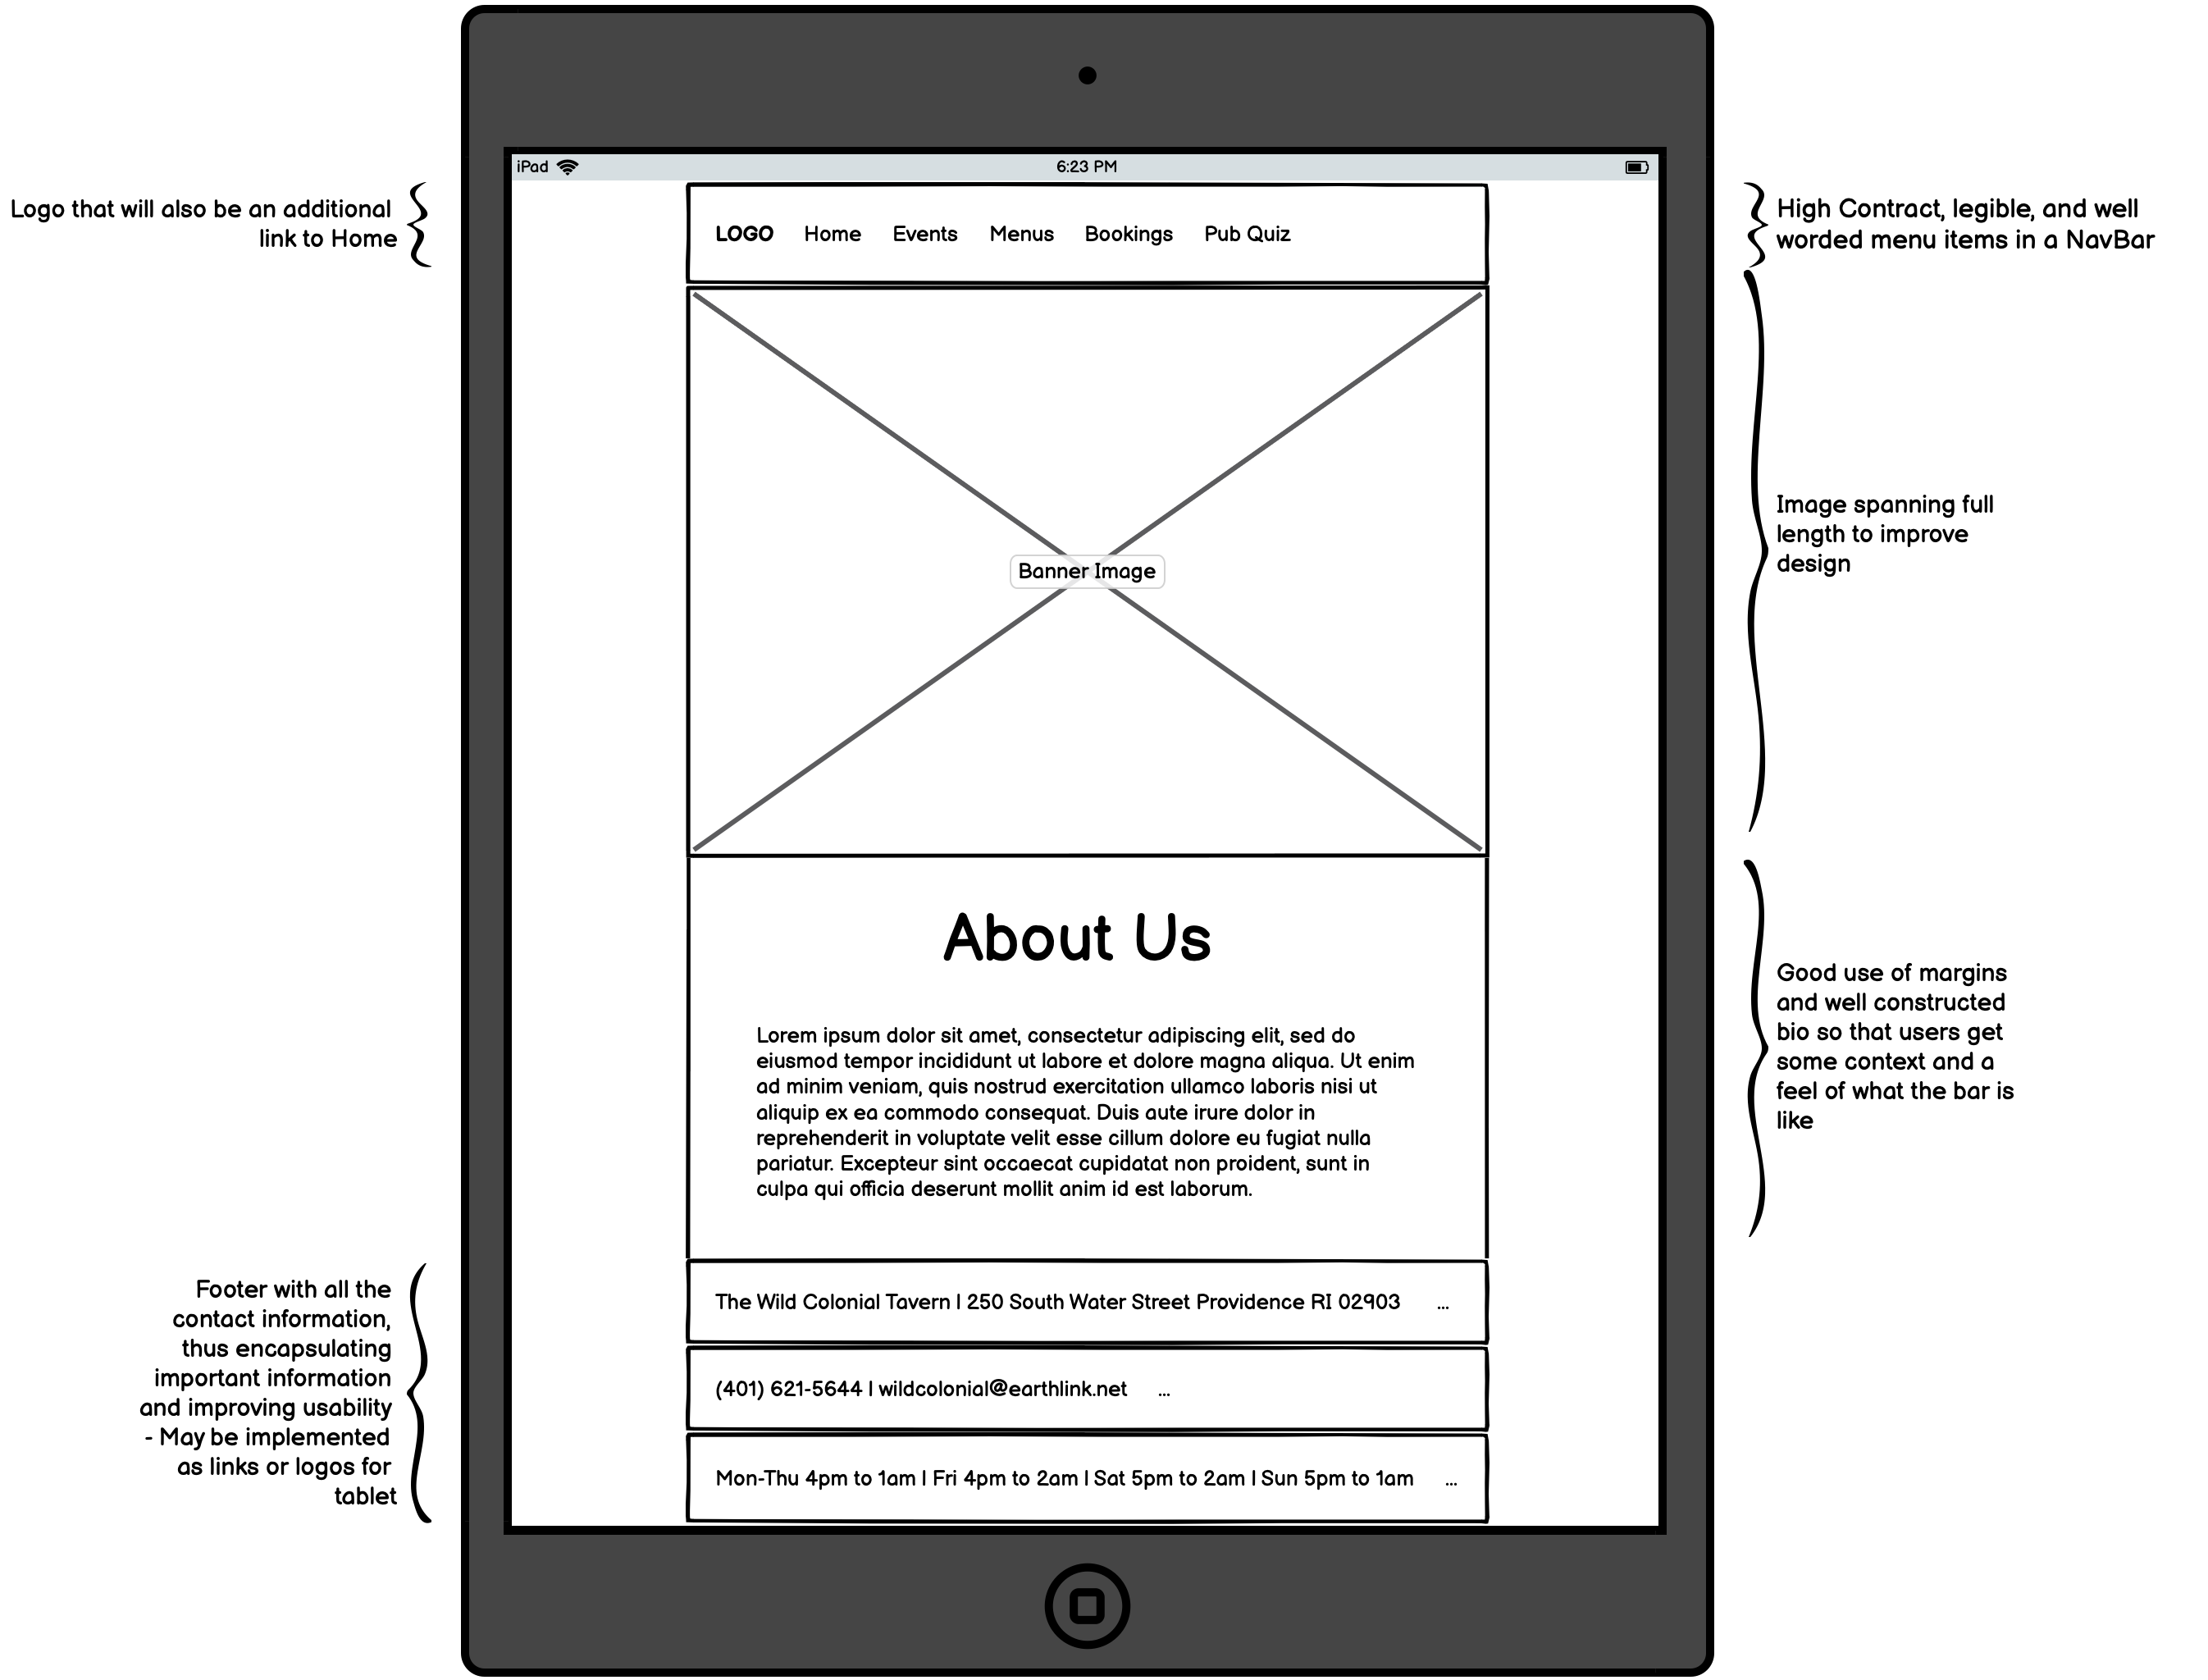 iPad
6:23 PM
Logo that will also be an additional
link to Home
LOGO Home Events Menus Bookings Pub Quiz
High Contract, legible, and well
worded menu items in a NavBar
Banner Image
Image spanning full
length to improve
design
About Us
Lorem ipsum dolor sit amet, consectetur adipiscing elit, sed do
eiusmod tempor incididunt ut labore et dolore magna aliqua. Ut enim
ad minim veniam, quis nostrud exercitation ullamco laboris nisi ut
aliquip ex ea commodo consequat. Duis aute irure dolor in
reprehenderit in voluptate velit esse cillum dolore eu fugiat nulla
pariatur. Excepteur sint occaecat cupidatat non proident, sunt in
culpa qui officia deserunt mollit anim id est laborum.
Good use of margins
and well constructed
bio so that users get
some context and a
feel of what the bar is
like
Footer with all the
contact information,
thus encapsulating
important information
and improving usability
- May be implemented
as links or logos for
tablet
The Wild Colonial Tavern | 250 South Water Street Providence RI 02903 ...
(401) 621-5644 | wildcolonial@earthlink.net ...
Mon-Thu 4pm to 1am | Fri 4pm to 2am | Sat 5pm to 2am | Sun 5pm to 1am ...